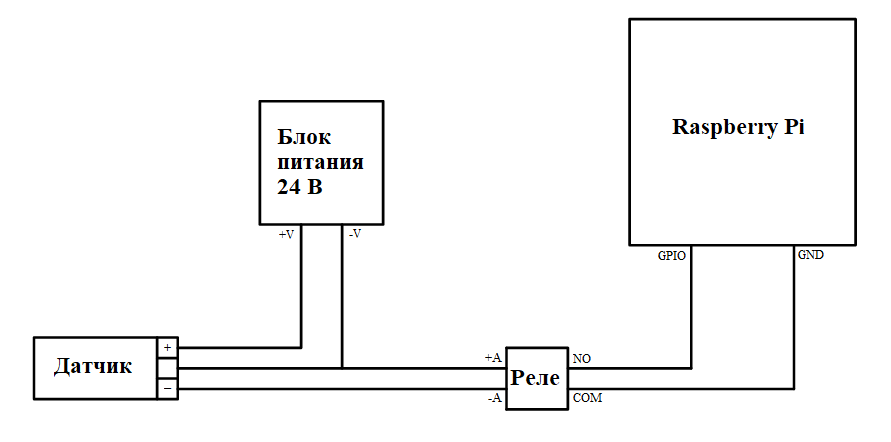 Raspberry Pi
Блок
питания
24 В
+V
-V
GPIO
GND
Датчик
+
–
+A
-A
Реле
NO
COM